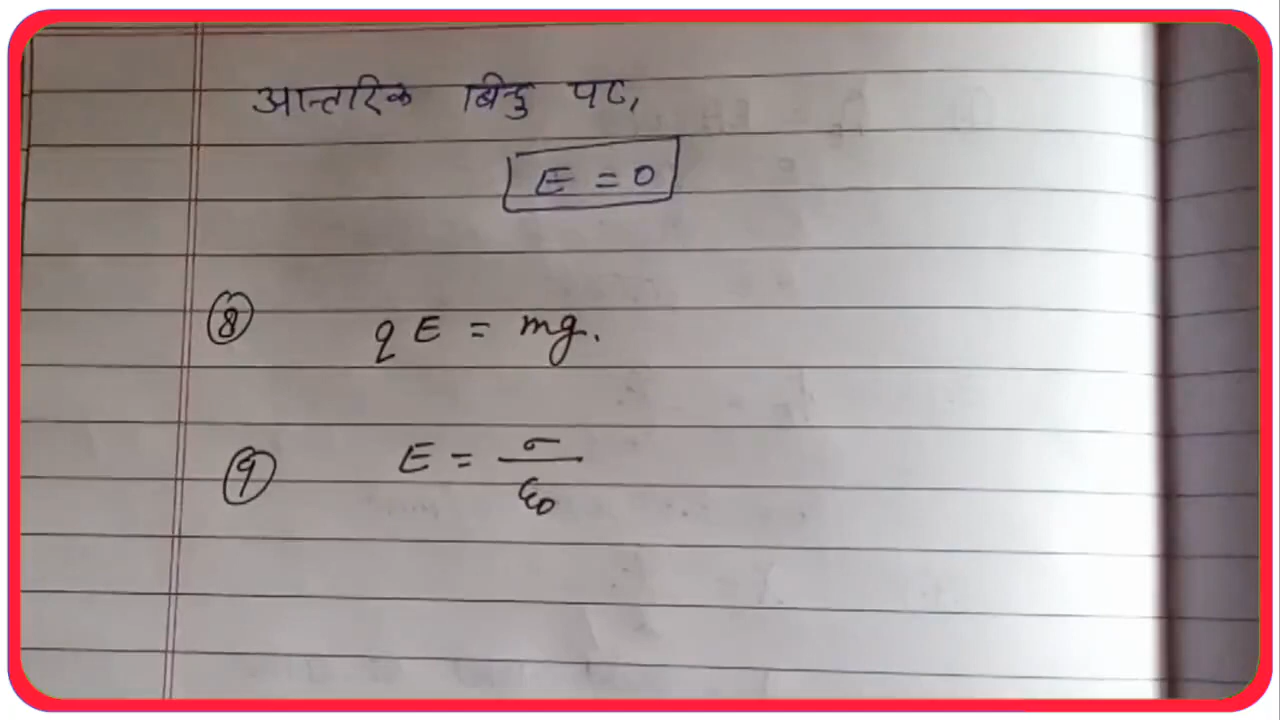 आन्तरिक बिन्दु पर,
E = 0
⑧ qE = mg.
⑨ E = σ/ε₀